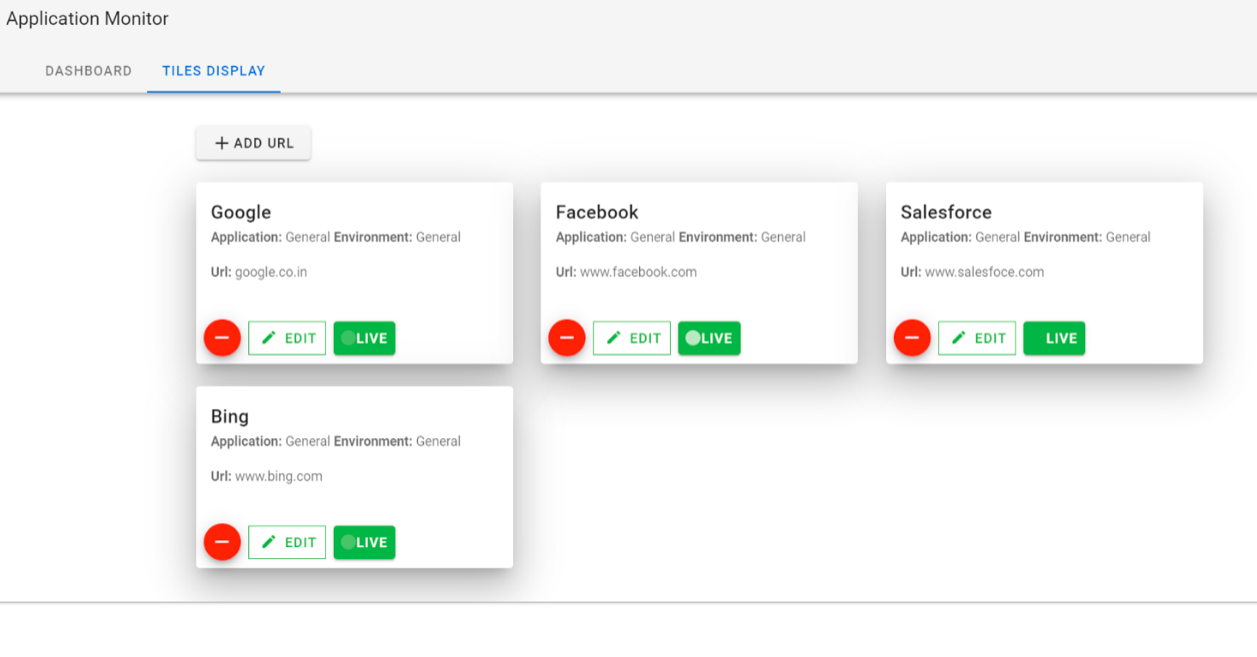 Application Monitor
DASHBOARD TILES DISPLAY
+ ADD URL
Google
Application: General Environment: General
Url: google.co.in
EDIT LIVE
Facebook
Application: General Environment: General
Url: www.facebook.com
EDIT LIVE
Salesforce
Application: General Environment: General
Url: www.salesfoce.com
EDIT LIVE
Bing
Application: General Environment: General
Url: www.bing.com
EDIT LIVE